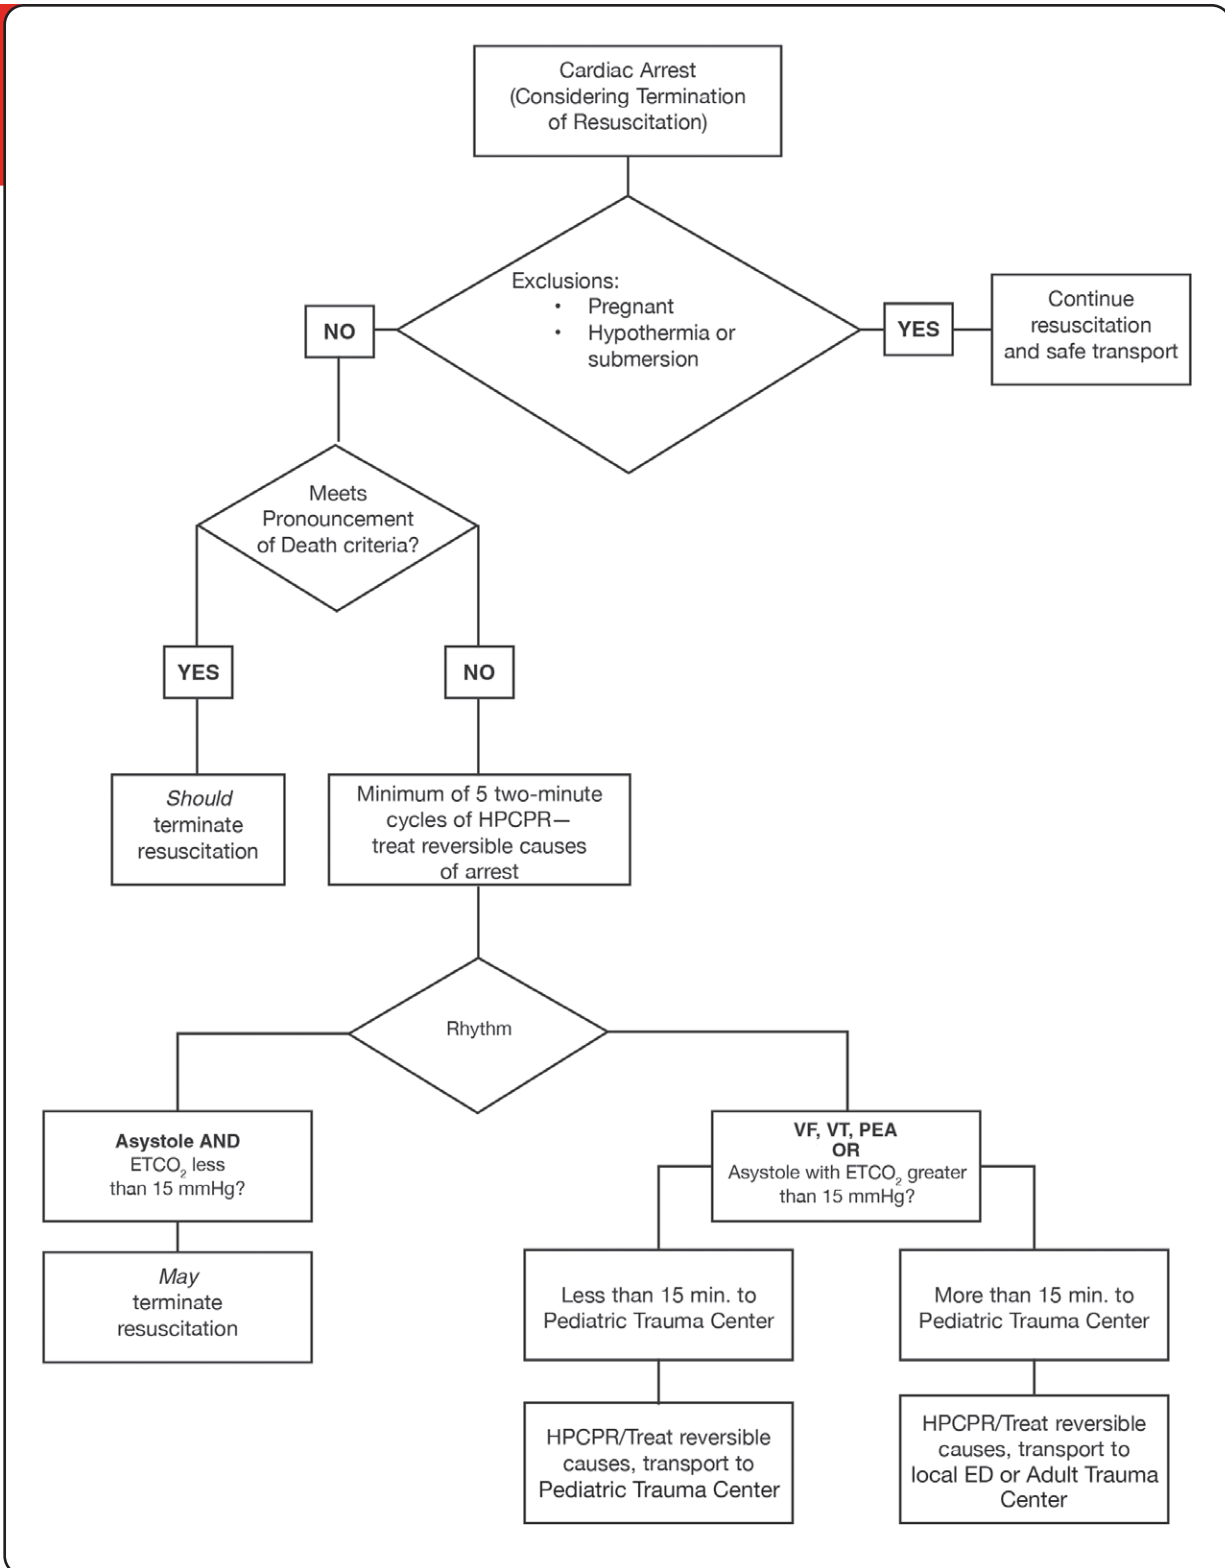 Cardiac Arrest
(Considering Termination
of Resuscitation)
Exclusions:
• Pregnant
• Hypothermia or
submersion
NO
YES
Continue
resuscitation
and safe transport
Meets
Pronouncement
of Death criteria?
YES
NO
Should
terminate
resuscitation
Minimum of 5 two-minute
cycles of HPCPR—
treat reversible causes
of arrest
Rhythm
Asystole AND
ETCO₂ less
than 15 mmHg?
May
terminate
resuscitation
VF, VT, PEA
OR
Asystole with ETCO₂ greater
than 15 mmHg?
Less than 15 min. to
Pediatric Trauma Center
More than 15 min. to
Pediatric Trauma Center
HPCPR/Treat reversible
causes, transport to
Pediatric Trauma Center
HPCPR/Treat reversible
causes, transport to
local ED or Adult Trauma
Center